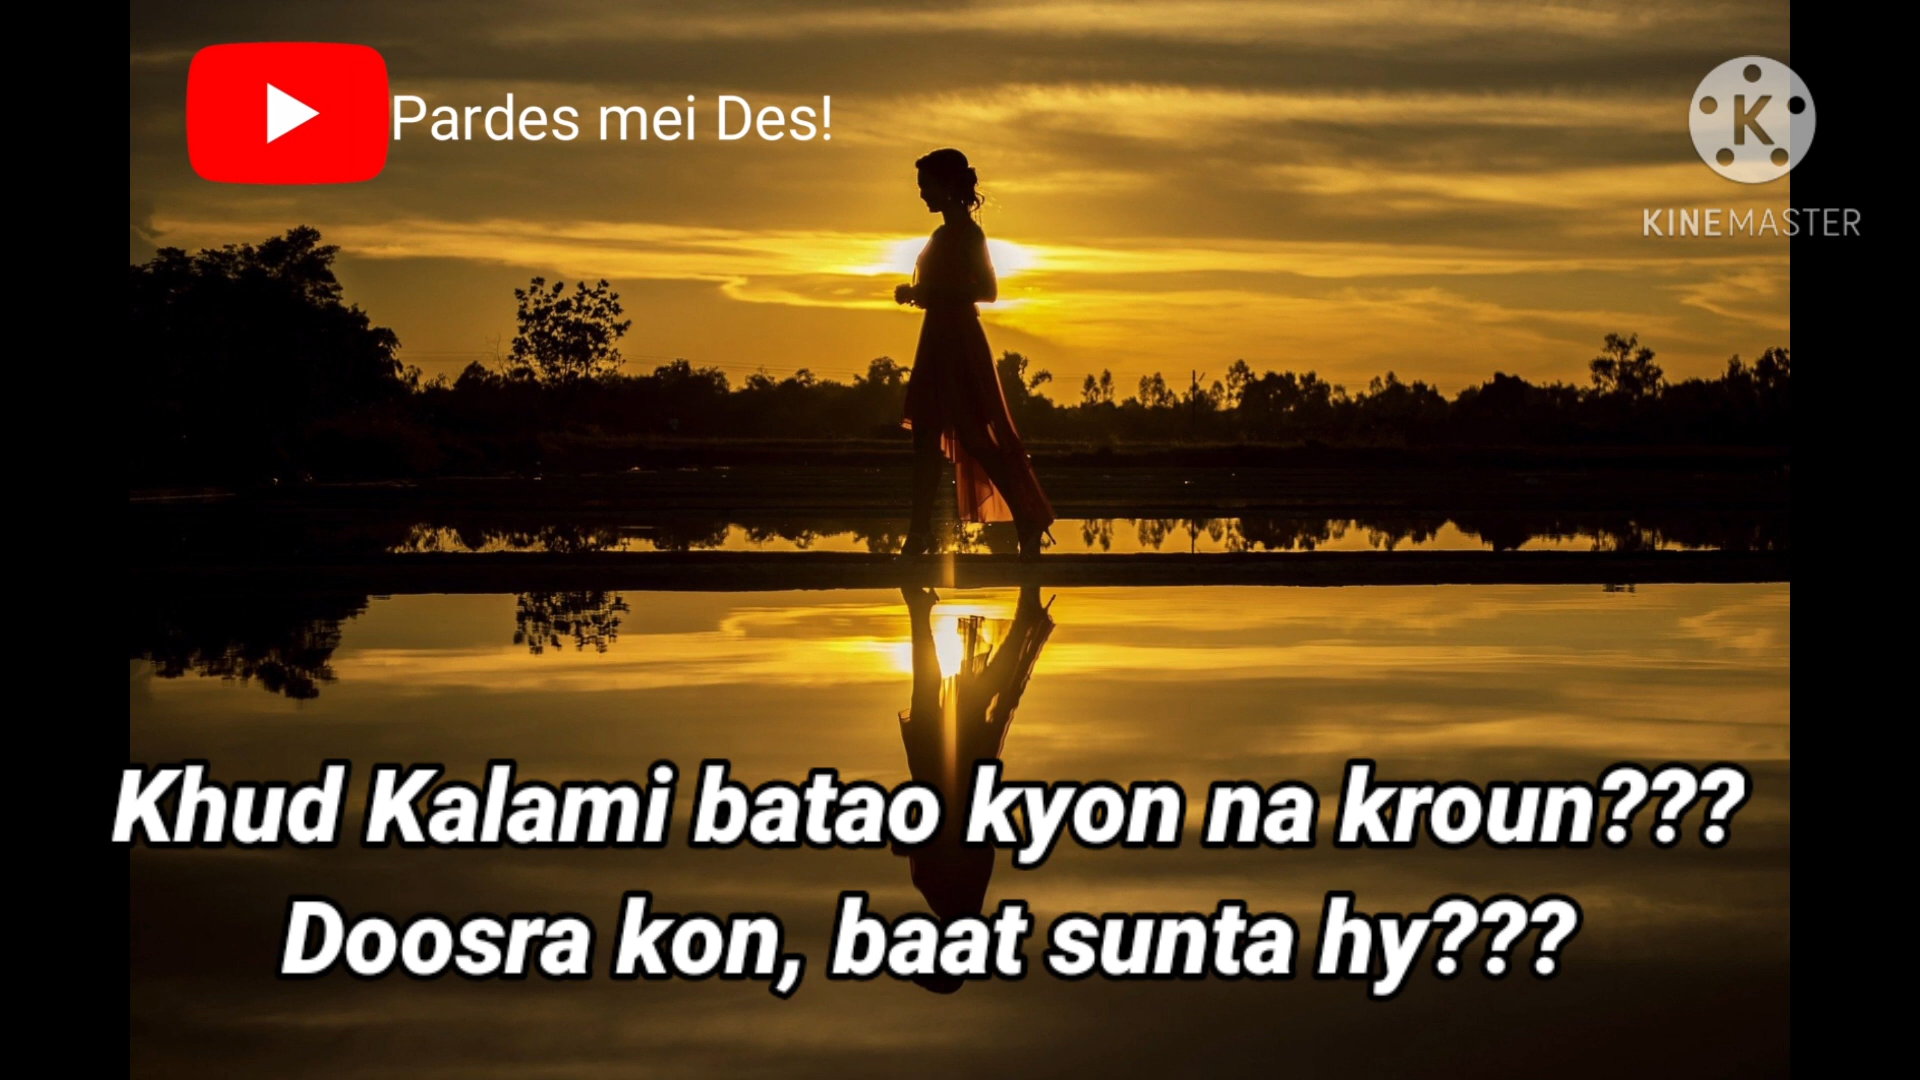 Pardes mei Des!
K
KINEMASTER
Khud Kalami batao kyon na kroun???
Doosra kon, baat sunta hy???